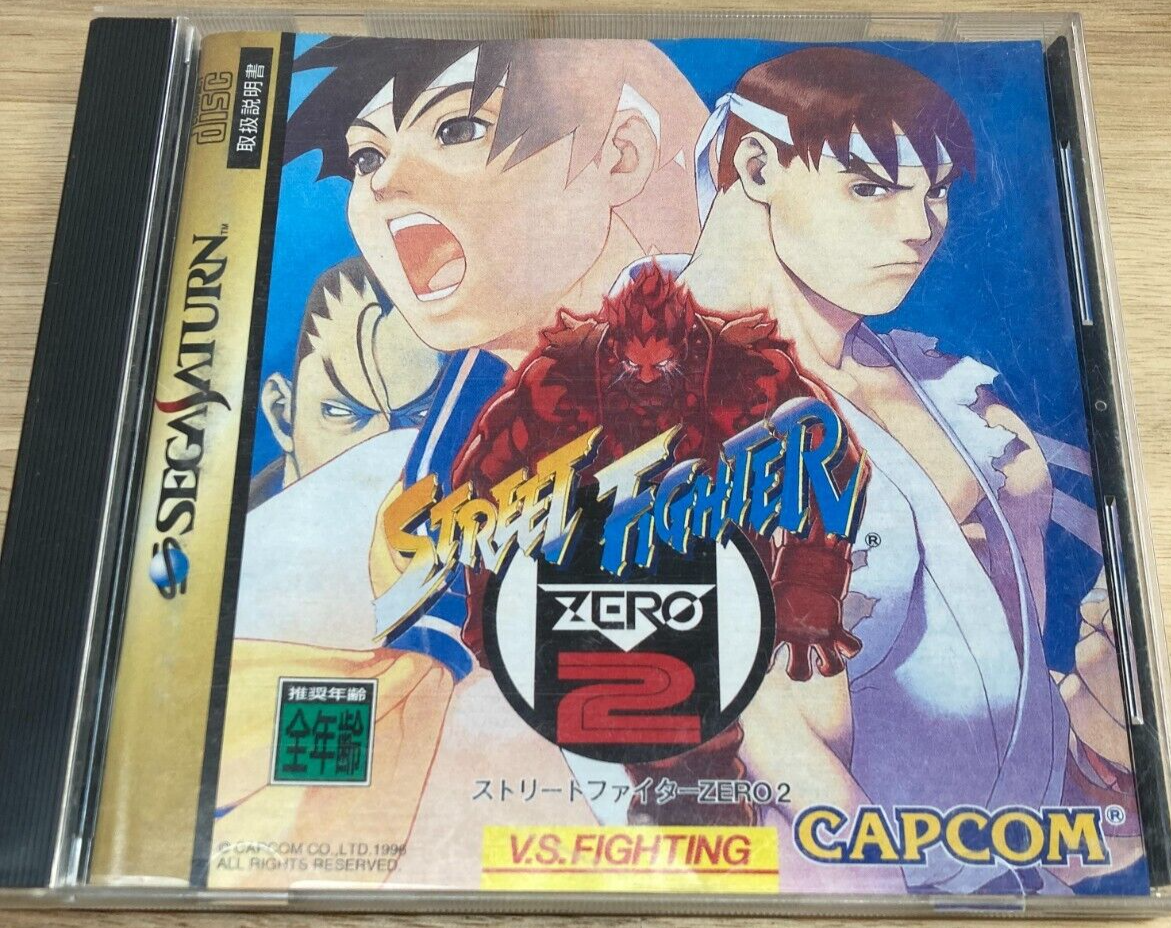 DISC
取扱説明書
SEGA SATURN™
STREET FIGHTER®
ZERO
2
推奨年齢
全年齢
ストリートファイターZERO2
© CAPCOM CO.,LTD.1996
ALL RIGHTS RESERVED.
V.S.FIGHTING
CAPCOM®